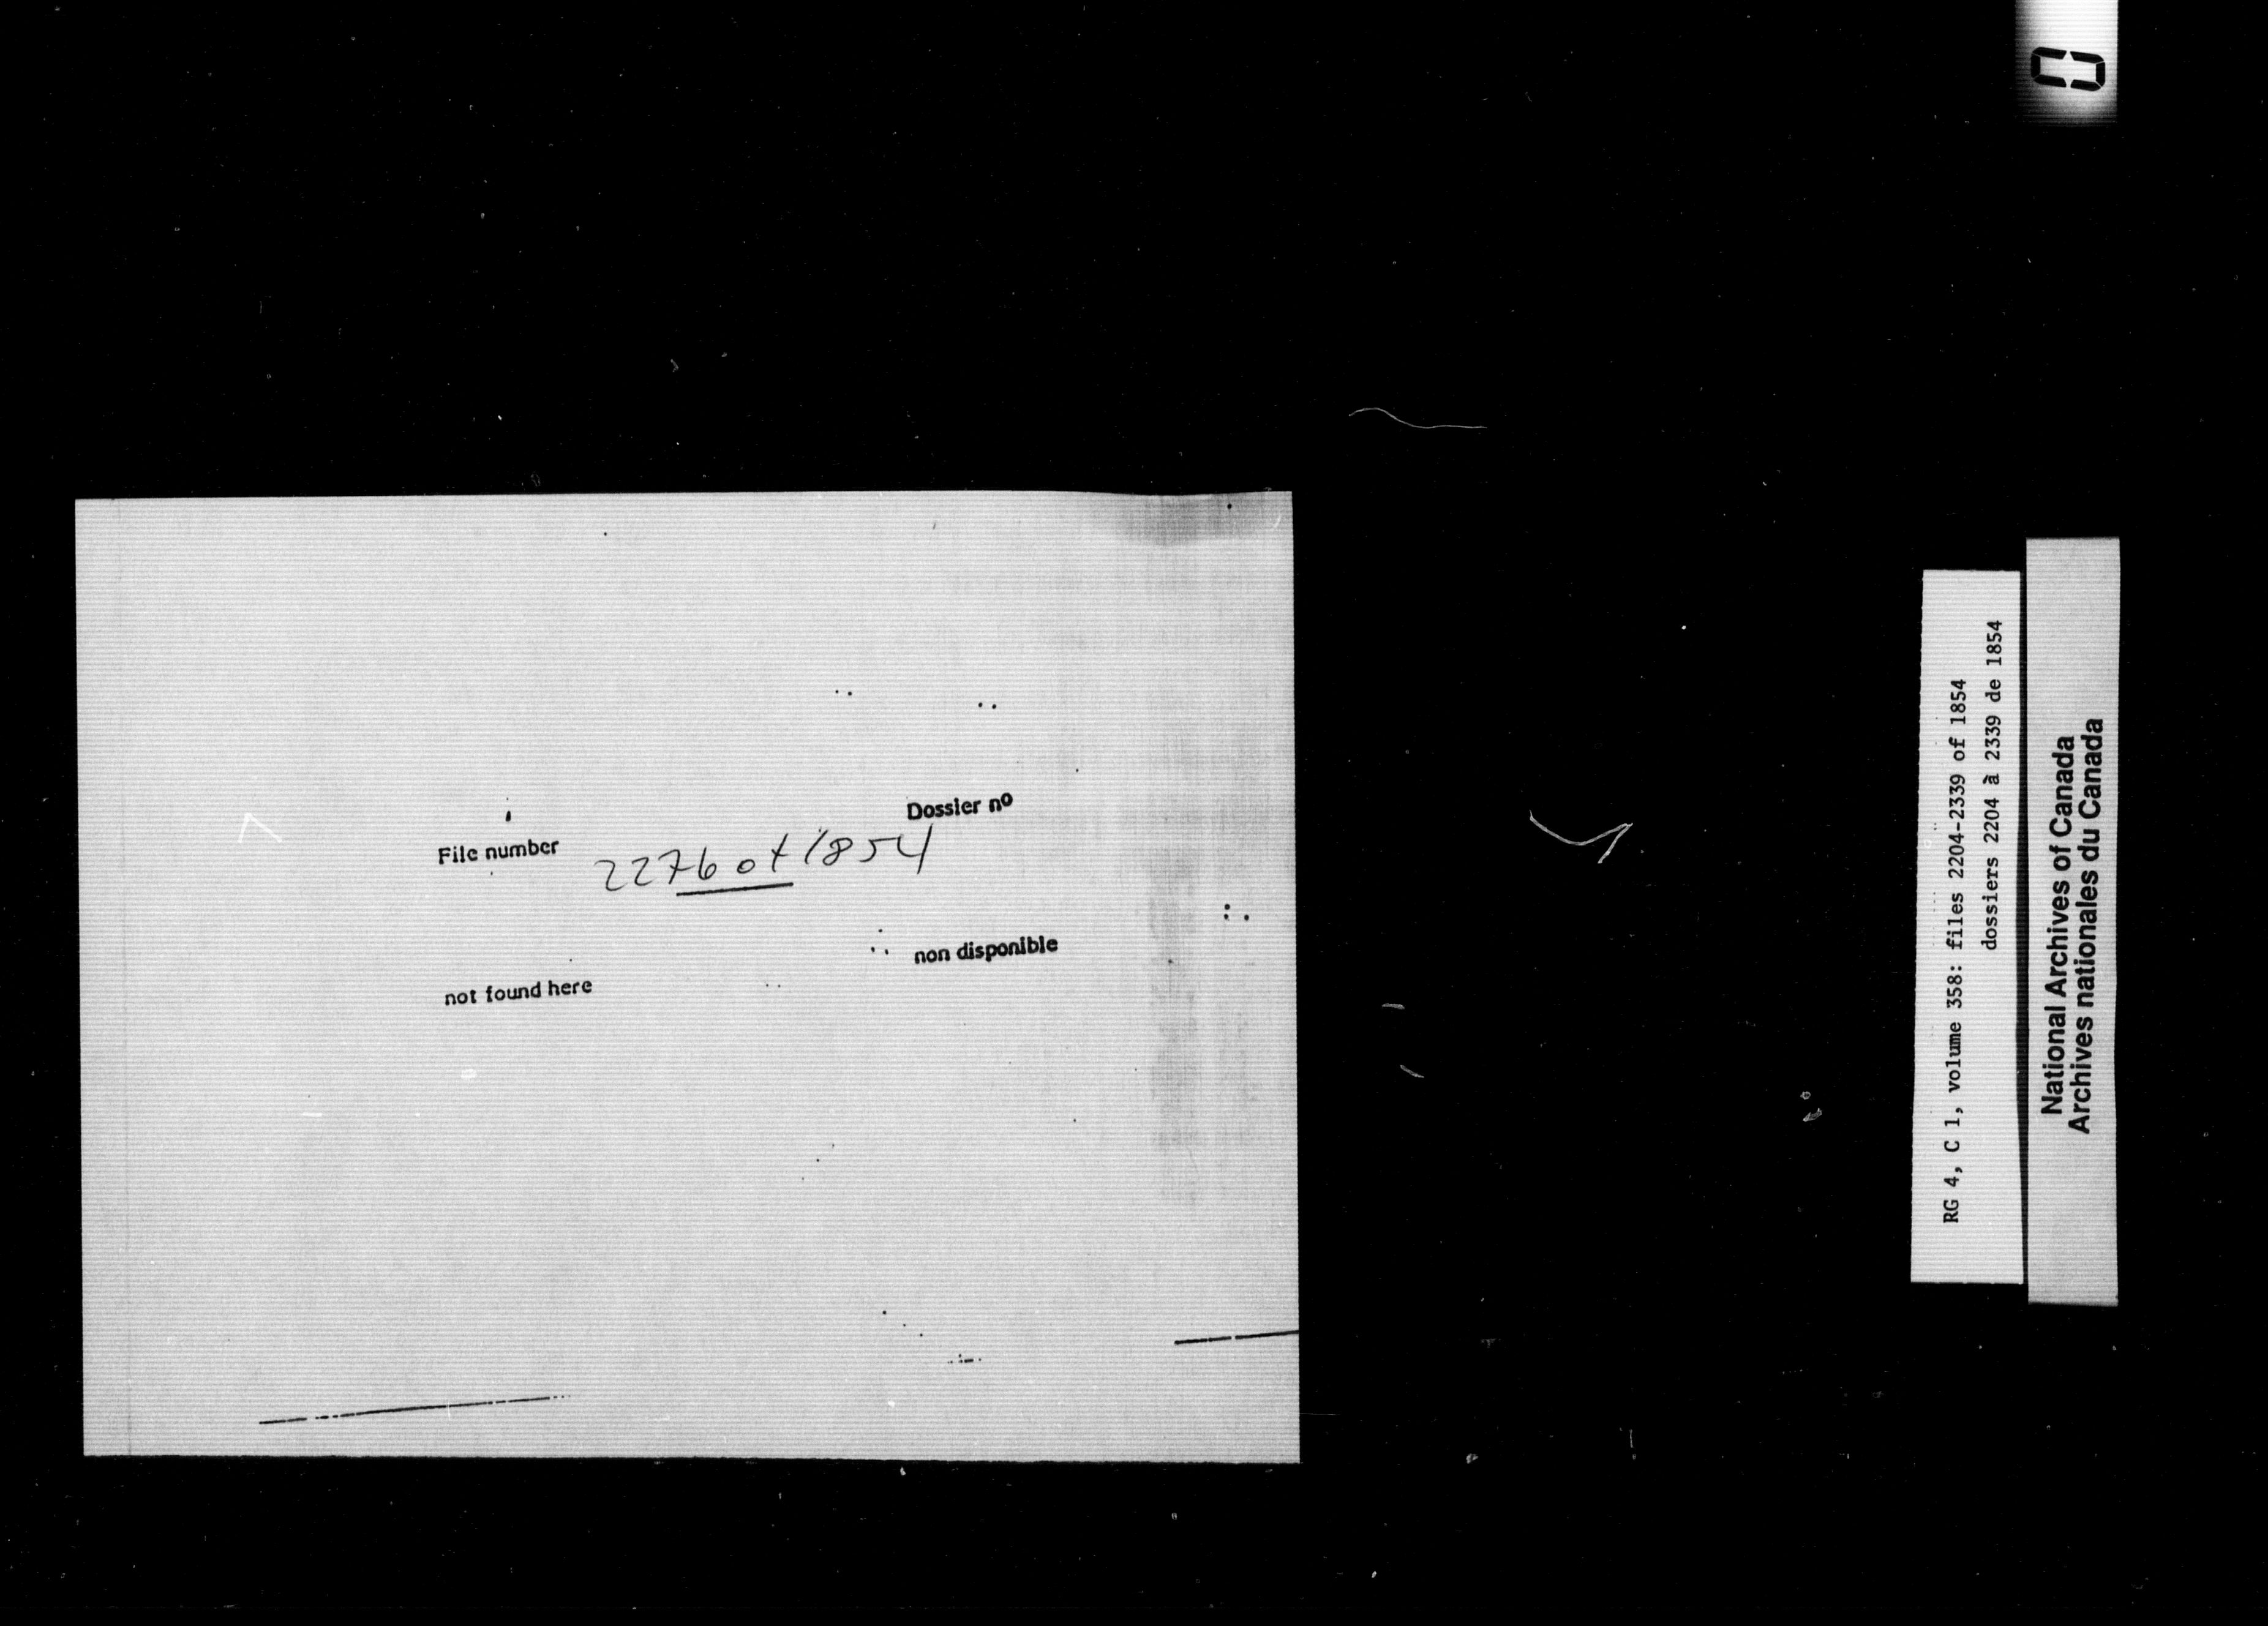 File number
Dossier nº
2276 of 1854
not found here
non disponible
RG 4, C 1, volume 358: files 2204-2339 of 1854
dossiers 2204 à 2339 de 1854
National Archives of Canada
Archives nationales du Canada
0